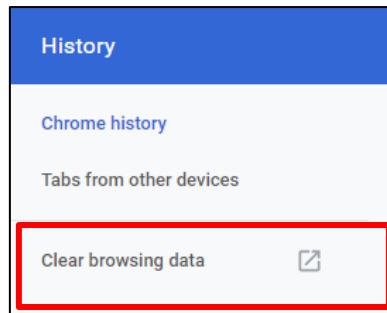 History
Chrome history
Tabs from other devices
Clear browsing data